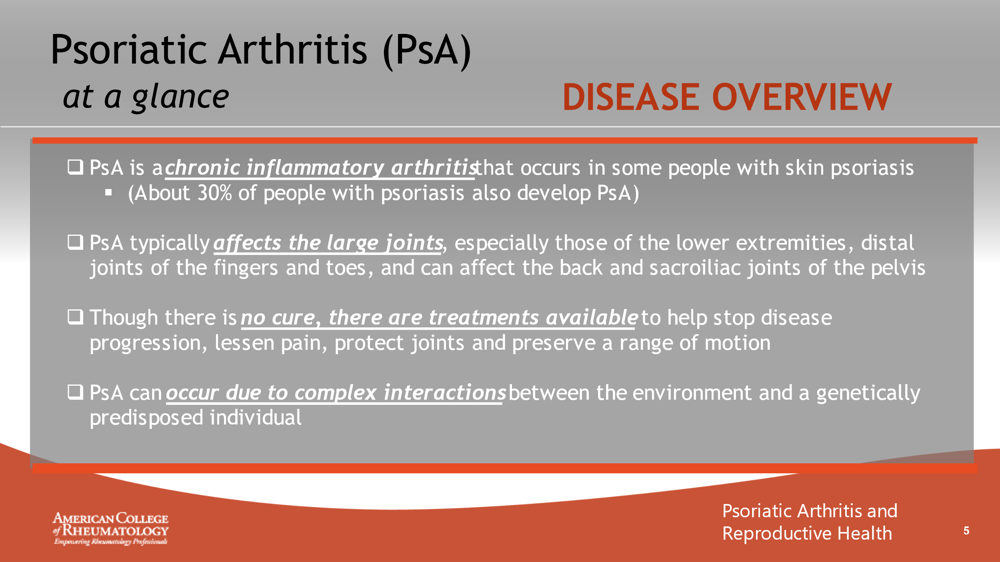 Psoriatic Arthritis (PsA)
at a glance
DISEASE OVERVIEW
❑ PsA is a chronic inflammatory arthritis that occurs in some people with skin psoriasis
▪ (About 30% of people with psoriasis also develop PsA)
❑ PsA typically affects the large joints, especially those of the lower extremities, distal
joints of the fingers and toes, and can affect the back and sacroiliac joints of the pelvis
❑ Though there is no cure, there are treatments available to help stop disease
progression, lessen pain, protect joints and preserve a range of motion
❑ PsA can occur due to complex interactions between the environment and a genetically
predisposed individual
AMERICAN COLLEGE
of RHEUMATOLOGY
Empowering Rheumatology Professionals
Psoriatic Arthritis and
Reproductive Health
5